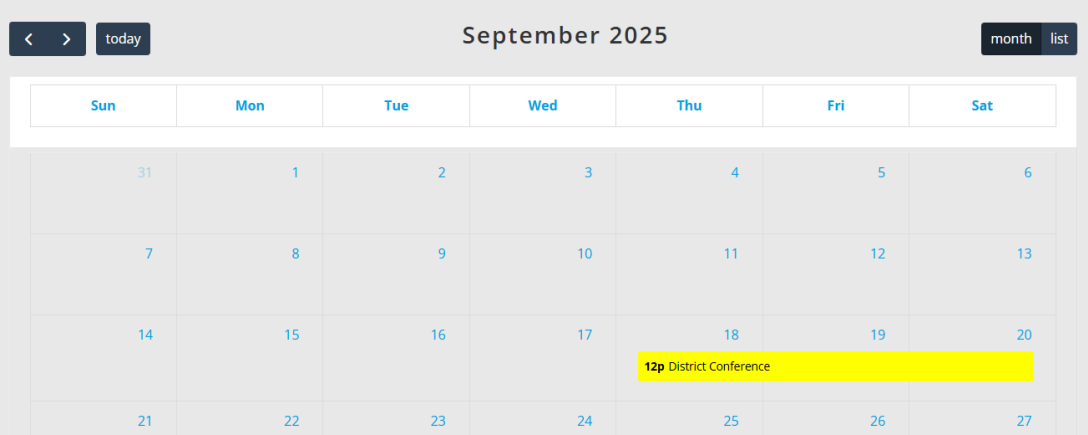 today
September 2025
month list
Sun Mon Tue Wed Thu Fri Sat
31 1 2 3 4 5 6
7 8 9 10 11 12 13
14 15 16 17 18 19 20
12p District Conference
21 22 23 24 25 26 27